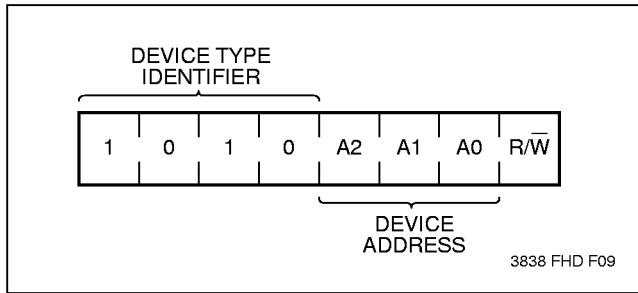 DEVICE TYPE
IDENTIFIER
1 0 1 0 A2 A1 A0 R/W̅
DEVICE
ADDRESS
3838 FHD F09